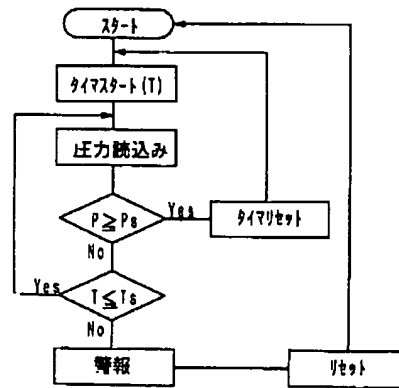 スタート
タイマスタート(T)
圧力読込み
P≧Ps
Yes
タイマリセット
No
Yes
T≦Ts
No
警報
リセット